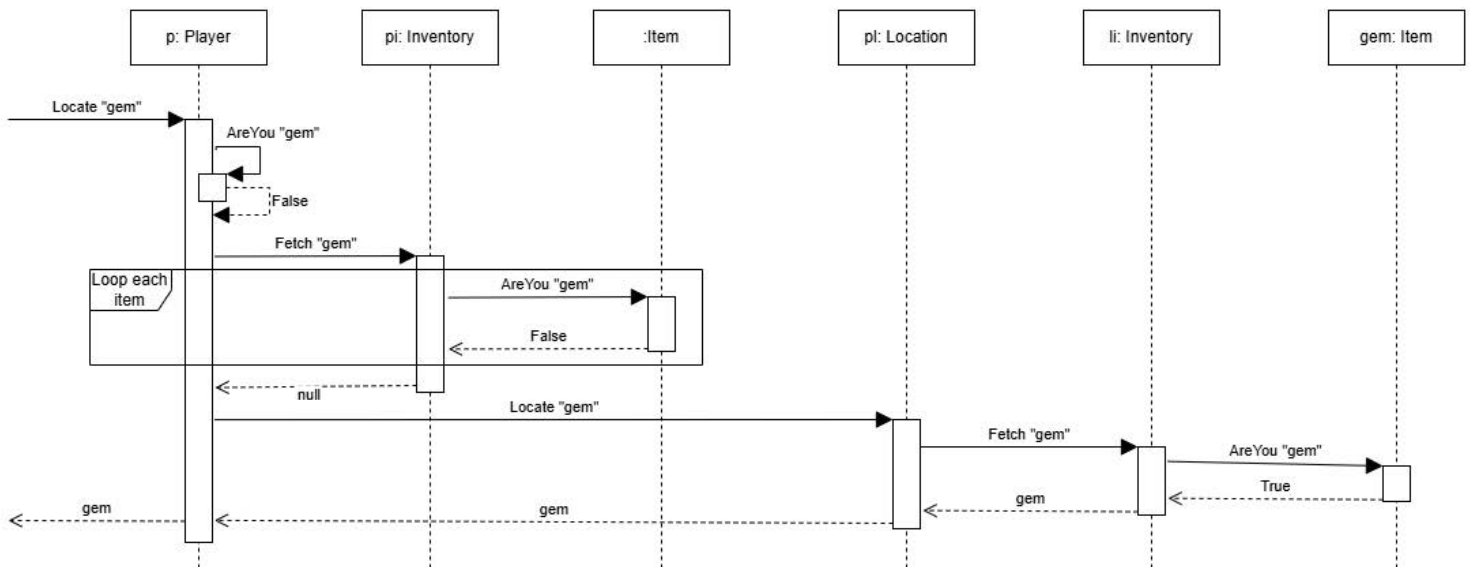 p: Player
pi: Inventory
:Item
pl: Location
li: Inventory
gem: Item
Locate "gem"
AreYou "gem"
False
Fetch "gem"
Loop each
item
AreYou "gem"
False
null
Locate "gem"
Fetch "gem"
AreYou "gem"
True
gem
gem
gem